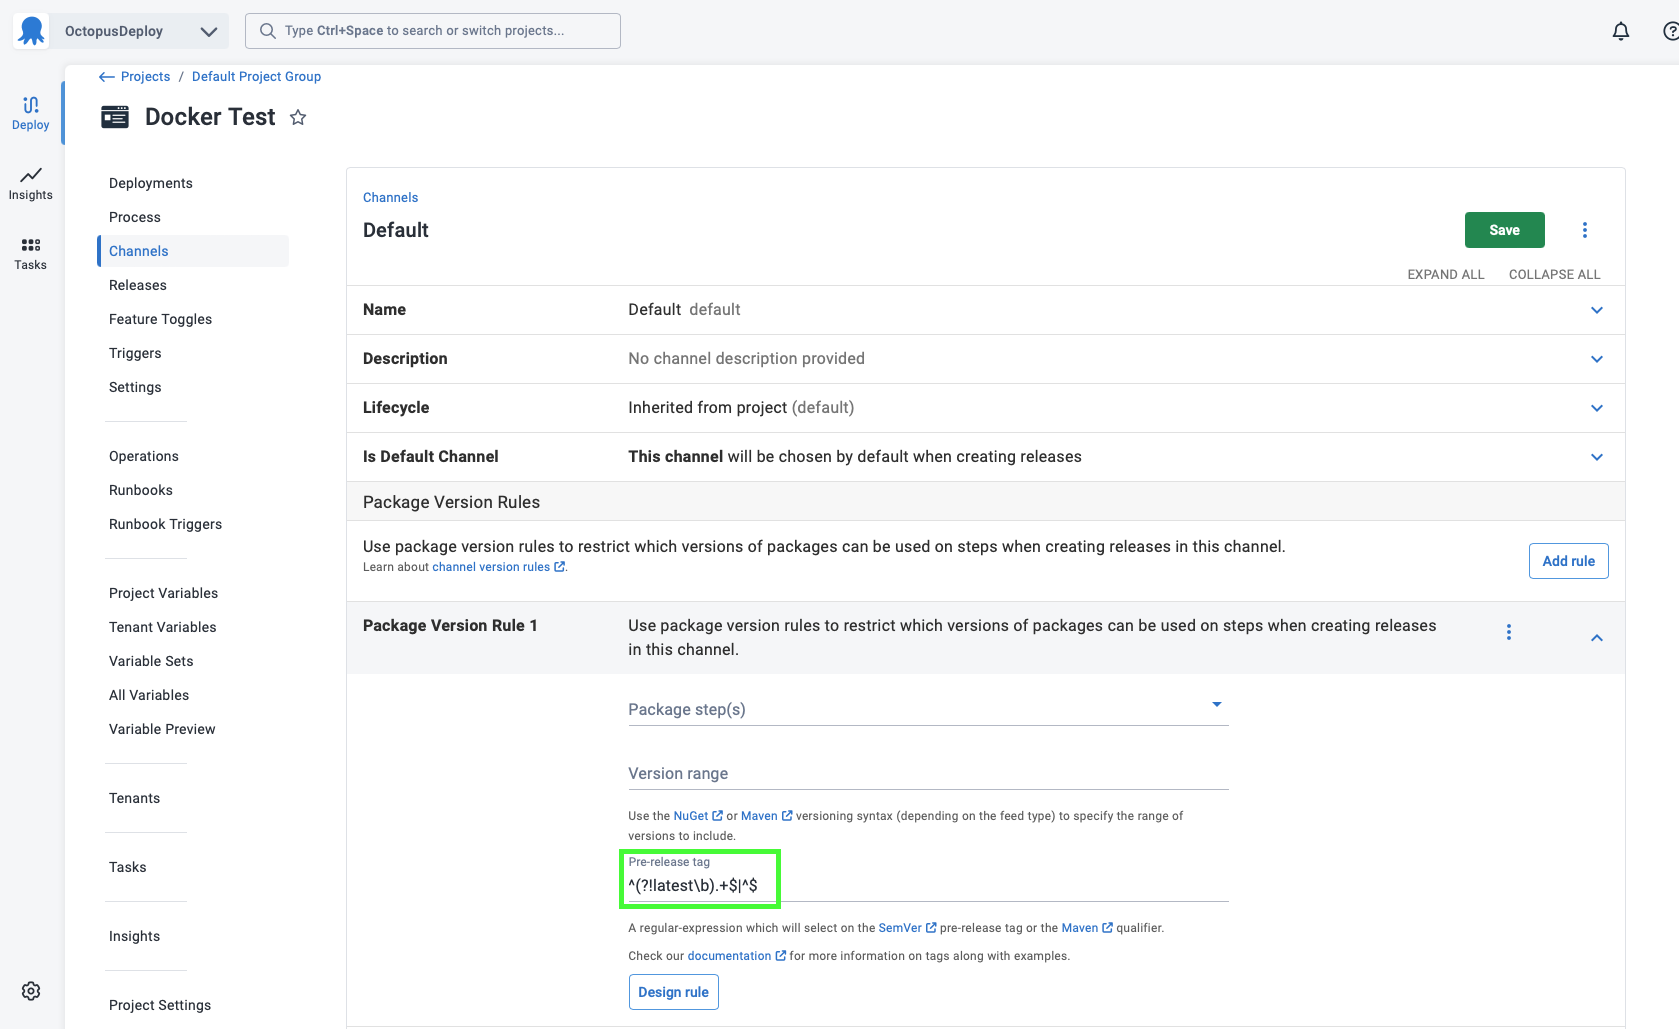 OctopusDeploy
Type Ctrl+Space to search or switch projects...
Projects / Default Project Group
Docker Test
Deploy
Insights
Tasks
Deployments
Process
Channels
Releases
Feature Toggles
Triggers
Settings
Operations
Runbooks
Runbook Triggers
Project Variables
Tenant Variables
Variable Sets
All Variables
Variable Preview
Tenants
Tasks
Insights
Project Settings
Channels
Default
Save
EXPAND ALL COLLAPSE ALL
Name Default default
Description No channel description provided
Lifecycle Inherited from project (default)
Is Default Channel This channel will be chosen by default when creating releases
Package Version Rules
Use package version rules to restrict which versions of packages can be used on steps when creating releases in this channel.
Learn about channel version rules.
Add rule
Package Version Rule 1 Use package version rules to restrict which versions of packages can be used on steps when creating releases
in this channel.
Package step(s)
Version range
Use the NuGet or Maven versioning syntax (depending on the feed type) to specify the range of
versions to include.
Pre-release tag
^(?!latest\b).+$|^$
A regular-expression which will select on the SemVer pre-release tag or the Maven qualifier.
Check our documentation for more information on tags along with examples.
Design rule